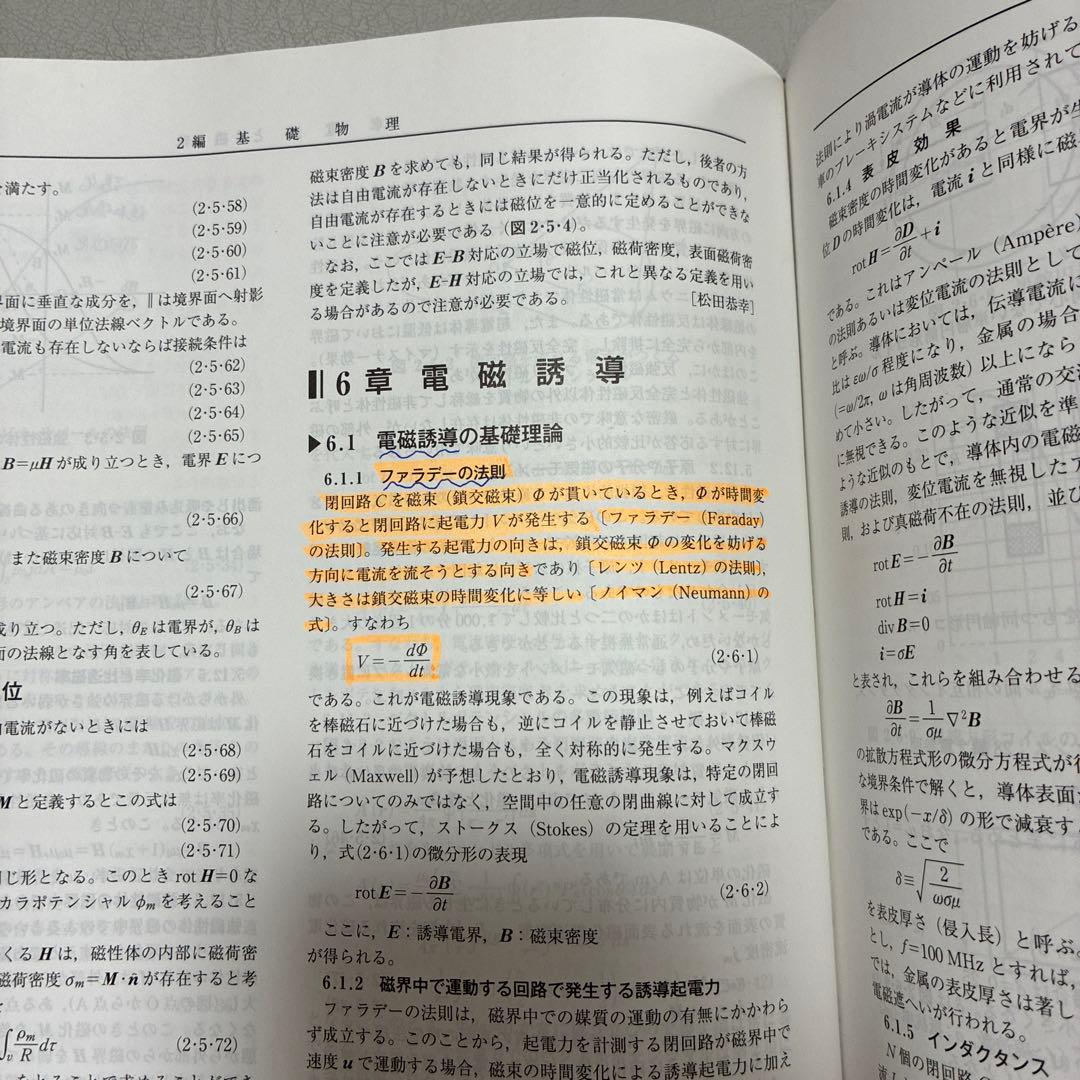 2編 基礎物理
を満たす。
(2・5・58)
(2・5・59)
(2・5・60)
(2・5・61)
界面に垂直な成分を，∥は境界面へ射影
境界面の単位法線ベクトルである。
電流も存在しないならば接続条件は
(2・5・62)
(2・5・63)
(2・5・64)
(2・5・65)
B=μHが成り立つとき，電界Eにつ
(2・5・66)
また磁束密度Bについて
(2・5・67)
成り立つ。ただし，θEは電界が，θBは
面の法線となす角を表している。
位
電流がないときには
(2・5・68)
(2・5・69)
Mと定義するとこの式は
(2・5・70)
(2・5・71)
同じ形となる。このときrot H=0な
カラポテンシャルφmを考えること
くるHは，磁性体の内部に磁荷密
磁荷密度σm=M・nが存在すると考
∫v ρm/R dτ (2・5・72)
磁束密度Bを求めても，同じ結果が得られる。ただし，後者の方
法は自由電流が存在しないときにだけ正当化されるものであり，
自由電流が存在するときには磁位を一意的に定めることができな
いことに注意が必要である（図2・5・4）。
なお，ここではE-B対応の立場で磁位，磁荷密度，表面磁荷密
度を定義したが，E-H対応の立場では，これと異なる定義を用い
る場合があるので注意が必要である。 [松田恭幸]
6章 電磁誘導
▶6.1 電磁誘導の基礎理論
6.1.1 ファラデーの法則
閉回路Cを磁束（鎖交磁束）Φが貫いているとき，Φが時間変
化すると閉回路に起電力Vが発生する〔ファラデー（Faraday）
の法則〕。発生する起電力の向きは，鎖交磁束Φの変化を妨げる
方向に電流を流そうとする向きであり〔レンツ（Lentz）の法則〕，
大きさは鎖交磁束の時間変化に等しい〔ノイマン（Neumann）の
式〕。すなわち
V=−dΦ/dt (2・6・1)
である。これが電磁誘導現象である。この現象は，例えばコイル
を棒磁石に近づけた場合も，逆にコイルを静止させておいて棒磁
石をコイルに近づけた場合も，全く対称的に発生する。マクスウ
ェル（Maxwell）が予想したとおり，電磁誘導現象は，特定の閉回
路についてのみではなく，空間中の任意の閉曲線に対して成立す
る。したがって，ストークス（Stokes）の定理を用いることによ
り，式(2・6・1)の微分形の表現
rot E=−∂B/∂t (2・6・2)
ここに，E：誘導電界，B：磁束密度
が得られる。
6.1.2 磁界中で運動する回路で発生する誘導起電力
ファラデーの法則は，磁界中での媒質の運動の有無にかかわら
ず成立する。このことから，起電力を計測する閉回路が磁界中で
速度uで運動する場合，磁束の時間変化による誘導起電力に加え
法則により渦電流が導体の運動を妨げる
車のブレーキシステムなどに利用されて
6.1.4 表皮効果
磁束密度の時間変化があると電界が生
位Dの時間変化は，電流iと同様に磁
rot H=∂D/∂t+i
である。これはアンペール（Ampère）
の法則あるいは変位電流の法則として
と呼ぶ。導体においては，伝導電流に
比はεω/σ程度になり，金属の場合
(=ω/2π，ωは角周波数）以上になら
めて小さい。したがって，通常の交流
に無視できる。このような近似を準
ような近似のもとで，導体内の電磁
誘導の法則，変位電流を無視したア
則，および真磁荷不在の法則，並び
rot E=−∂B/∂t
rot H=i
div B=0
i=σE
と表され，これらを組み合わせる
∂B/∂t=1/σμ ∇²B
の拡散方程式形の微分方程式が行
な境界条件で解くと，導体表面
界はexp(−x/δ)の形で減衰す
である。ここで
δ≡√2/ωσμ
を表皮厚さ（侵入長）と呼ぶ。
とし，f=100 MHzとすれば，
では，金属の表皮厚さは著し
電磁遮へいが行われる。
6.1.5 インダクタンス
N個の閉回路